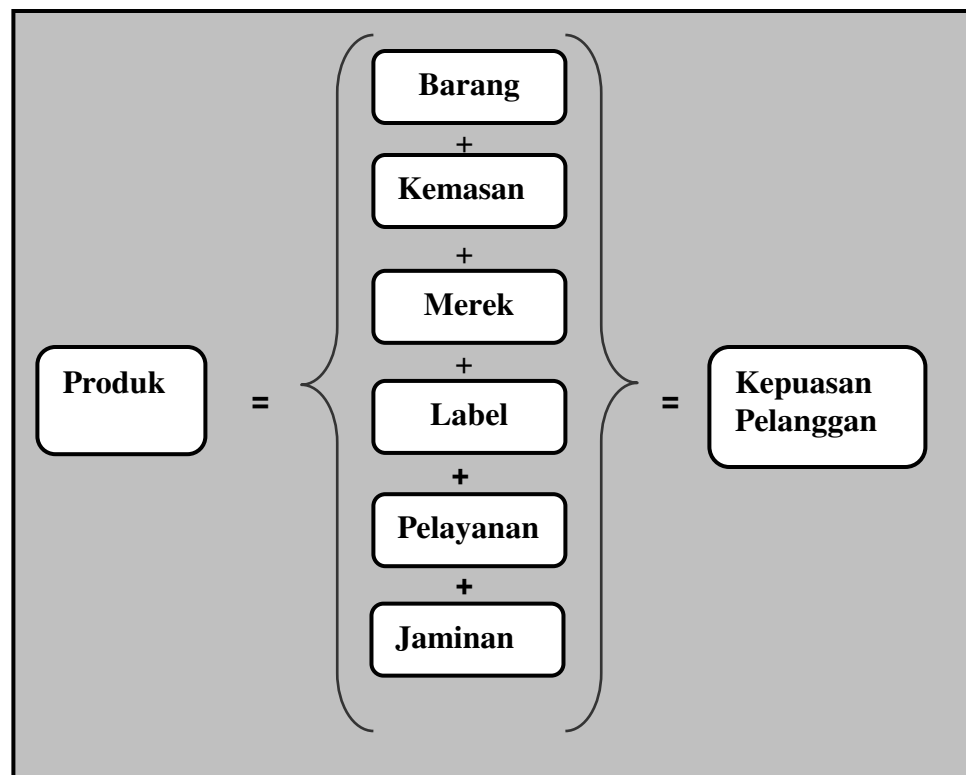 Barang
+
Kemasan
+
Merek
+
Produk
=
Label
=
Kepuasan
Pelanggan
+
Pelayanan
+
Jaminan